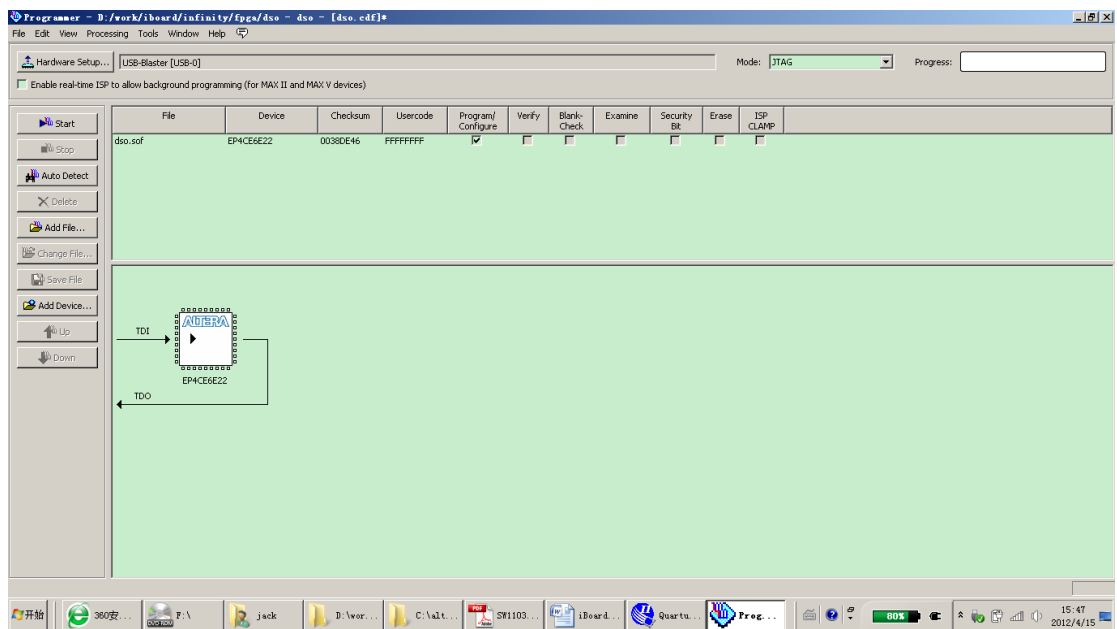 Programmer - D:/work/iboard/infinity/fpga/dso - dso - [dso.cdf]*
File Edit View Processing Tools Window Help
Hardware Setup... USB-Blaster [USB-0] Mode: JTAG Progress:
Enable real-time ISP to allow background programming (for MAX II and MAX V devices)
Start
Stop
Auto Detect
Delete
Add File...
Change File...
Save File
Add Device...
Up
Down
File Device Checksum Usercode Program/ Configure Verify Blank- Check Examine Security Bit Erase ISP CLAMP
dso.sof EP4CE6E22 0038DE46 FFFFFFFF
ALTERA
TDI
EP4CE6E22
TDO
开始 360安... F:\ jack D:\wor... C:\alt... SW1103... iBoard... Quartu... Prog... 80% 15:47
2012/4/15